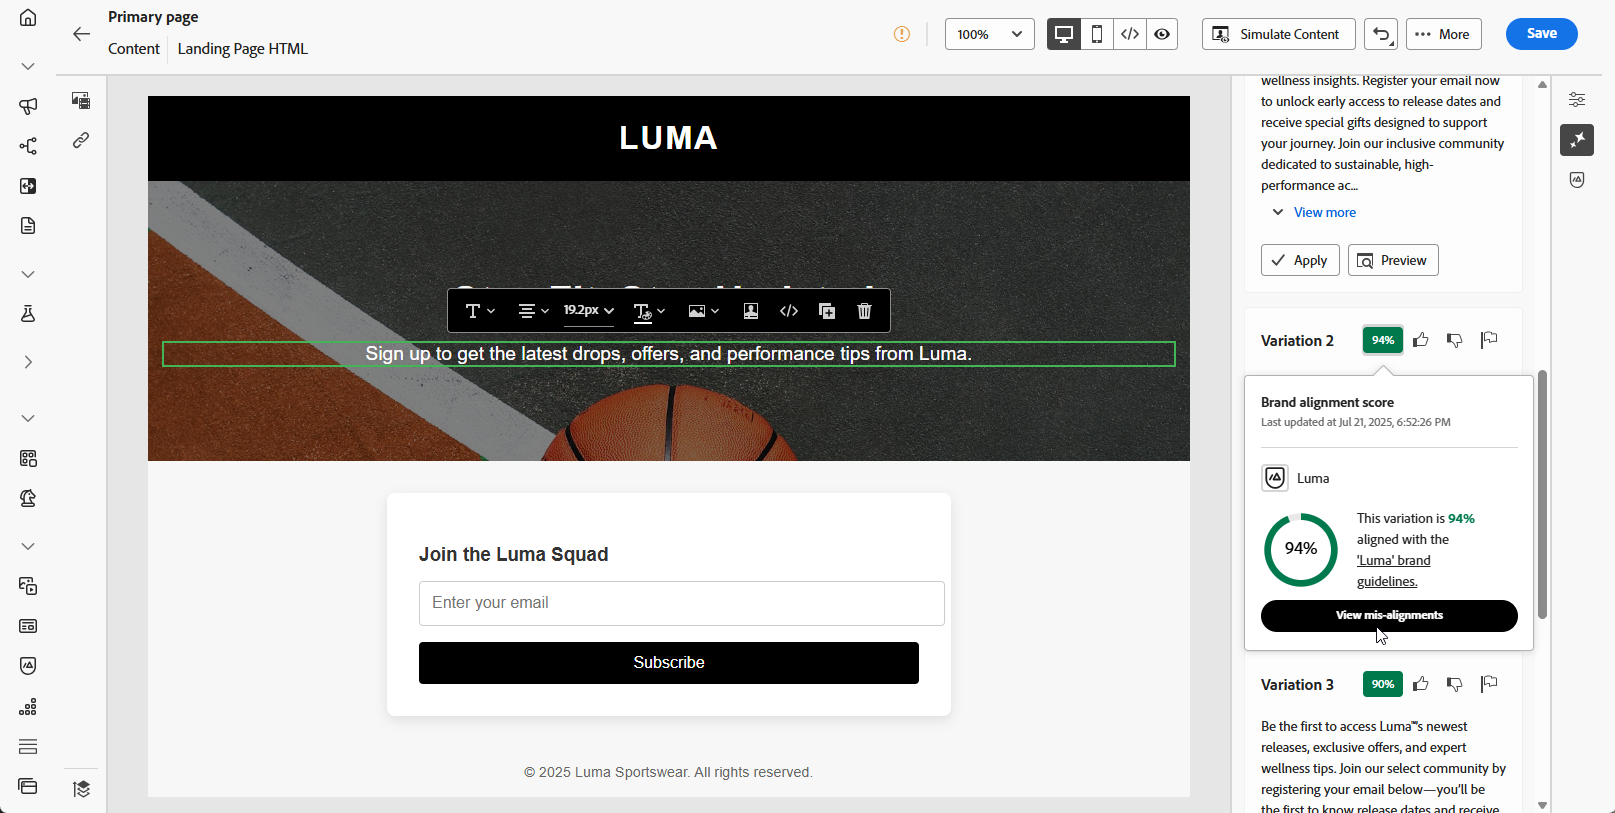 Primary page
Content
Landing Page HTML
100%
Simulate Content
More
Save
LUMA
19.2px
Sign up to get the latest drops, offers, and performance tips from Luma.
Join the Luma Squad
Enter your email
Subscribe
© 2025 Luma Sportswear. All rights reserved.
wellness insights. Register your email now
to unlock early access to release dates and
receive special gifts designed to support
your journey. Join our inclusive community
dedicated to sustainable, high-
performance ac...
View more
Apply
Preview
Variation 2
94%
Brand alignment score
Last updated at Jul 21, 2025, 6:52:26 PM
Luma
94%
This variation is 94%
aligned with the
'Luma' brand
guidelines.
View mis-alignments
Variation 3
90%
Be the first to access Luma™s newest
releases, exclusive offers, and expert
wellness tips. Join our select community by
registering your email below—you'll be
the first to know release dates and receive